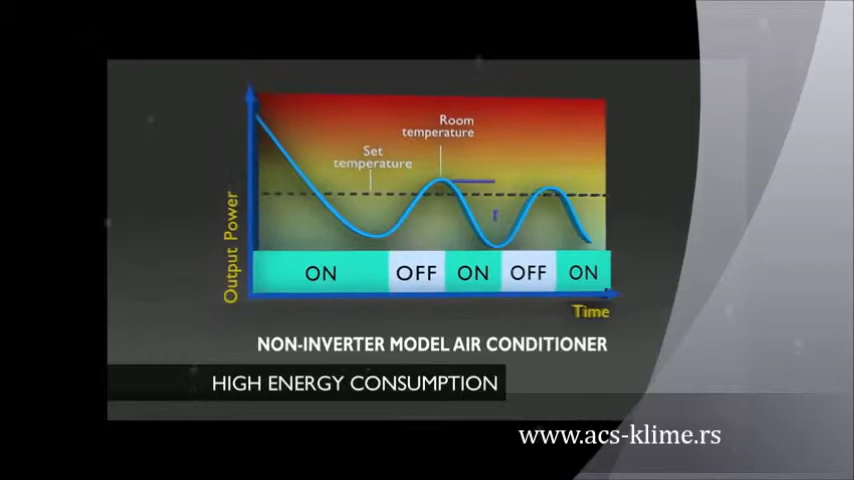 Room
temperature
Set
temperature
Output Power
ON OFF ON OFF ON
Time
NON-INVERTER MODEL AIR CONDITIONER
HIGH ENERGY CONSUMPTION
www.acs-klime.rs